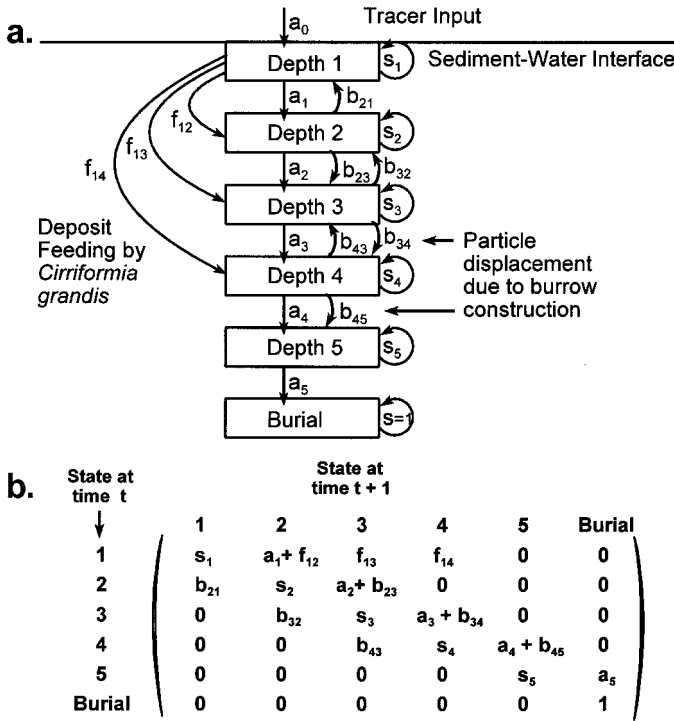 a.
Tracer Input
a0
Sediment-Water Interface
Depth 1
s1
a1
b21
f12
f13
f14
Depth 2
s2
a2
b23
b32
Depth 3
s3
a3
b43
b34
Deposit
Feeding by
Cirriformia
grandis
Particle
displacement
due to burrow
construction
Depth 4
s4
a4
b45
Depth 5
s5
a5
Burial
s=1
b.
State at
time t
State at
time t + 1
1 2 3 4 5 Burial
1 s1 a1+ f12 f13 f14 0 0
2 b21 s2 a2+ b23 0 0 0
3 0 b32 s3 a3 + b34 0 0
4 0 0 b43 s4 a4 + b45 0
5 0 0 0 0 s5 a5
Burial 0 0 0 0 0 1